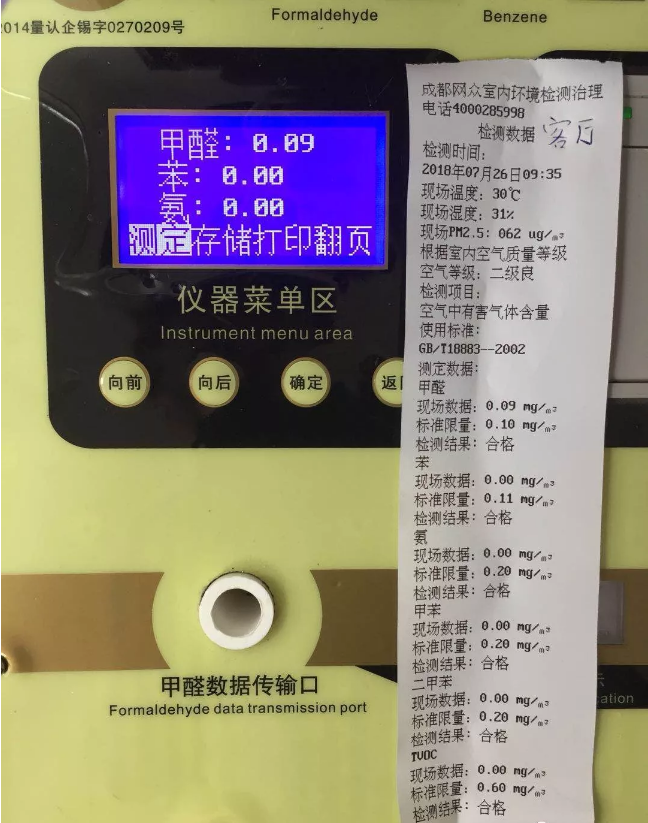 2014量认企锡字0270209号
Formaldehyde
Benzene
甲醛: 0.09
苯: 0.00
氨: 0.00
测定存储打印翻页
仪器菜单区
Instrument menu area
向前
向后
确定
甲醛数据传输口
Formaldehyde data transmission port
成都网众室内环境检测治理
电话4000285998
检测数据 客厅
检测时间:
2018年07月26日09:35
现场温度: 30℃
现场湿度: 31%
现场PM2.5: 062 ug/m3
根据室内空气质量等级
空气等级: 二级良
检测项目:
空气中有害气体含量
使用标准:
GB/T18883--2002
测定数据:
甲醛
现场数据: 0.09 mg/m3
标准限量: 0.10 mg/m3
检测结果: 合格
苯
现场数据: 0.00 mg/m3
标准限量: 0.11 mg/m3
检测结果: 合格
氨
现场数据: 0.00 mg/m3
标准限量: 0.20 mg/m3
检测结果: 合格
甲苯
现场数据: 0.00 mg/m3
标准限量: 0.20 mg/m3
检测结果: 合格
二甲苯
现场数据: 0.00 mg/m3
标准限量: 0.20 mg/m3
检测结果: 合格
TVOC
现场数据: 0.00 mg/m3
标准限量: 0.60 mg/m3
检测结果: 合格